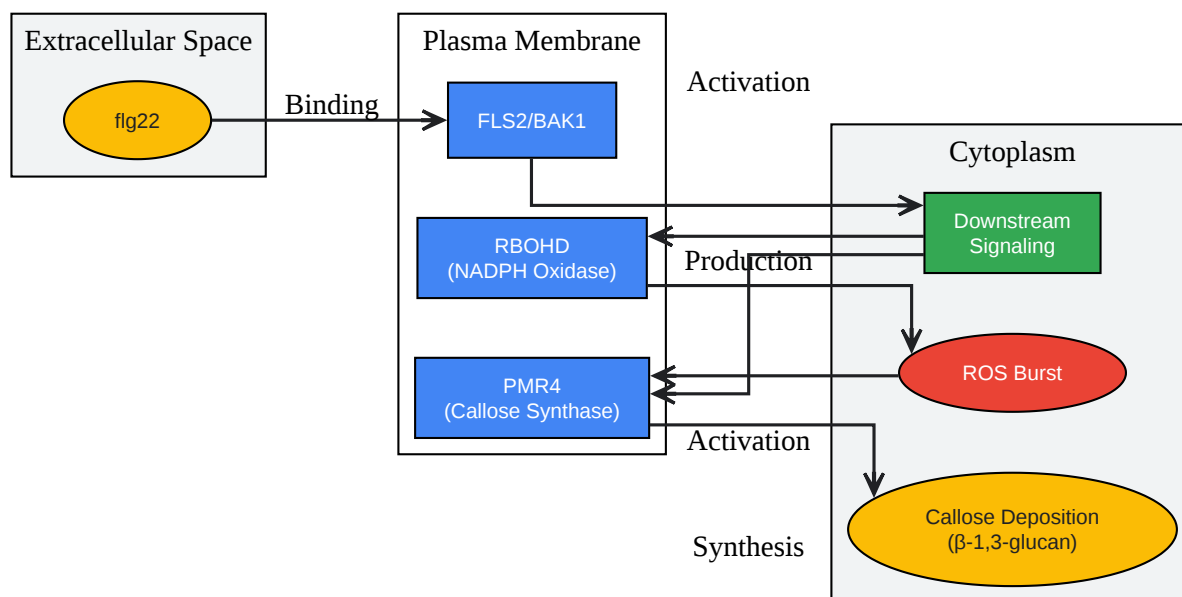 Extracellular Space
flg22
Binding
Plasma Membrane
FLS2/BAK1
Activation
Cytoplasm
Downstream
Signaling
RBOHD
(NADPH Oxidase)
Production
ROS Burst
PMR4
(Callose Synthase)
Activation
Callose Deposition
(β-1,3-glucan)
Synthesis